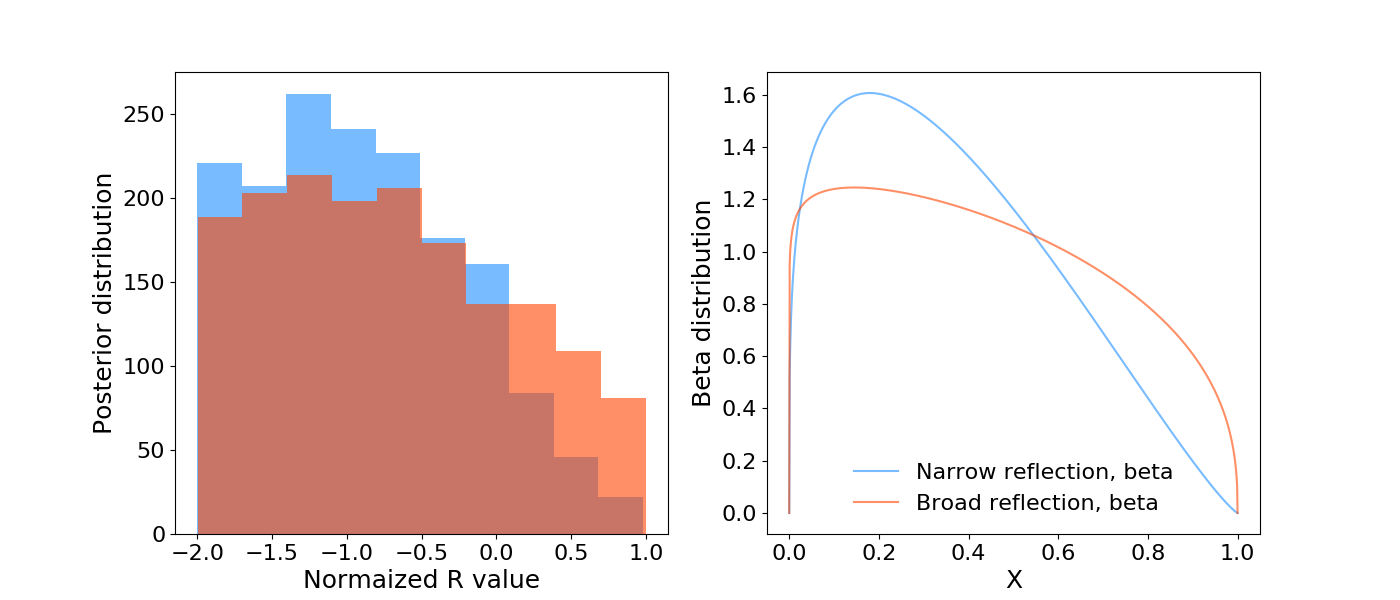 Posterior distribution
250
200
150
100
50
0
−2.0 −1.5 −1.0 −0.5 0.0 0.5 1.0
Normaized R value
Beta distribution
1.6
1.4
1.2
1.0
0.8
0.6
0.4
0.2
0.0
Narrow reflection, beta
Broad reflection, beta
0.0 0.2 0.4 0.6 0.8 1.0
X